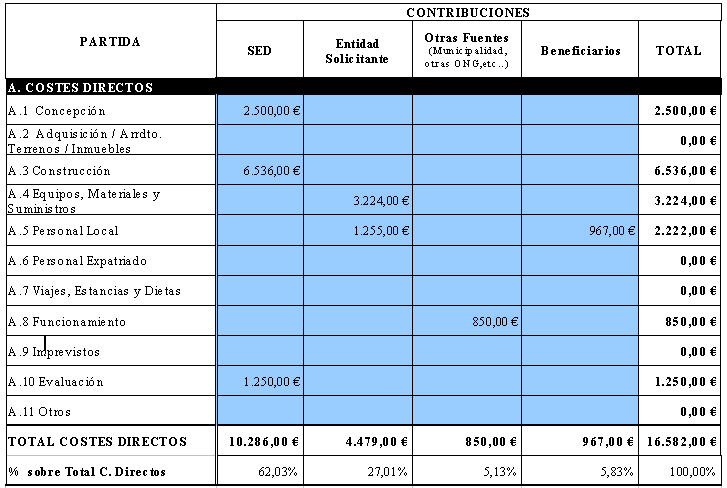 CONTRIBUCIONES
PARTIDA SED Entidad Solicitante Otras Fuentes (Municipalidad, otras ONG,etc...) Beneficiarios TOTAL
A. COSTES DIRECTOS
A.1 Concepción 2.500,00 € 2.500,00 €
A.2 Adquisición / Arrdto. Terrenos / Inmuebles 0,00 €
A.3 Construcción 6.536,00 € 6.536,00 €
A.4 Equipos, Materiales y Suministros 3.224,00 € 3.224,00 €
A.5 Personal Local 1.255,00 € 967,00 € 2.222,00 €
A.6 Personal Expatriado 0,00 €
A.7 Viajes, Estancias y Dietas 0,00 €
A.8 Funcionamiento 850,00 € 850,00 €
A.9 Imprevistos 0,00 €
A.10 Evaluación 1.250,00 € 1.250,00 €
A.11 Otros 0,00 €
TOTAL COSTES DIRECTOS 10.286,00 € 4.479,00 € 850,00 € 967,00 € 16.582,00 €
% sobre Total C. Directos 62,03% 27,01% 5,13% 5,83% 100,00%